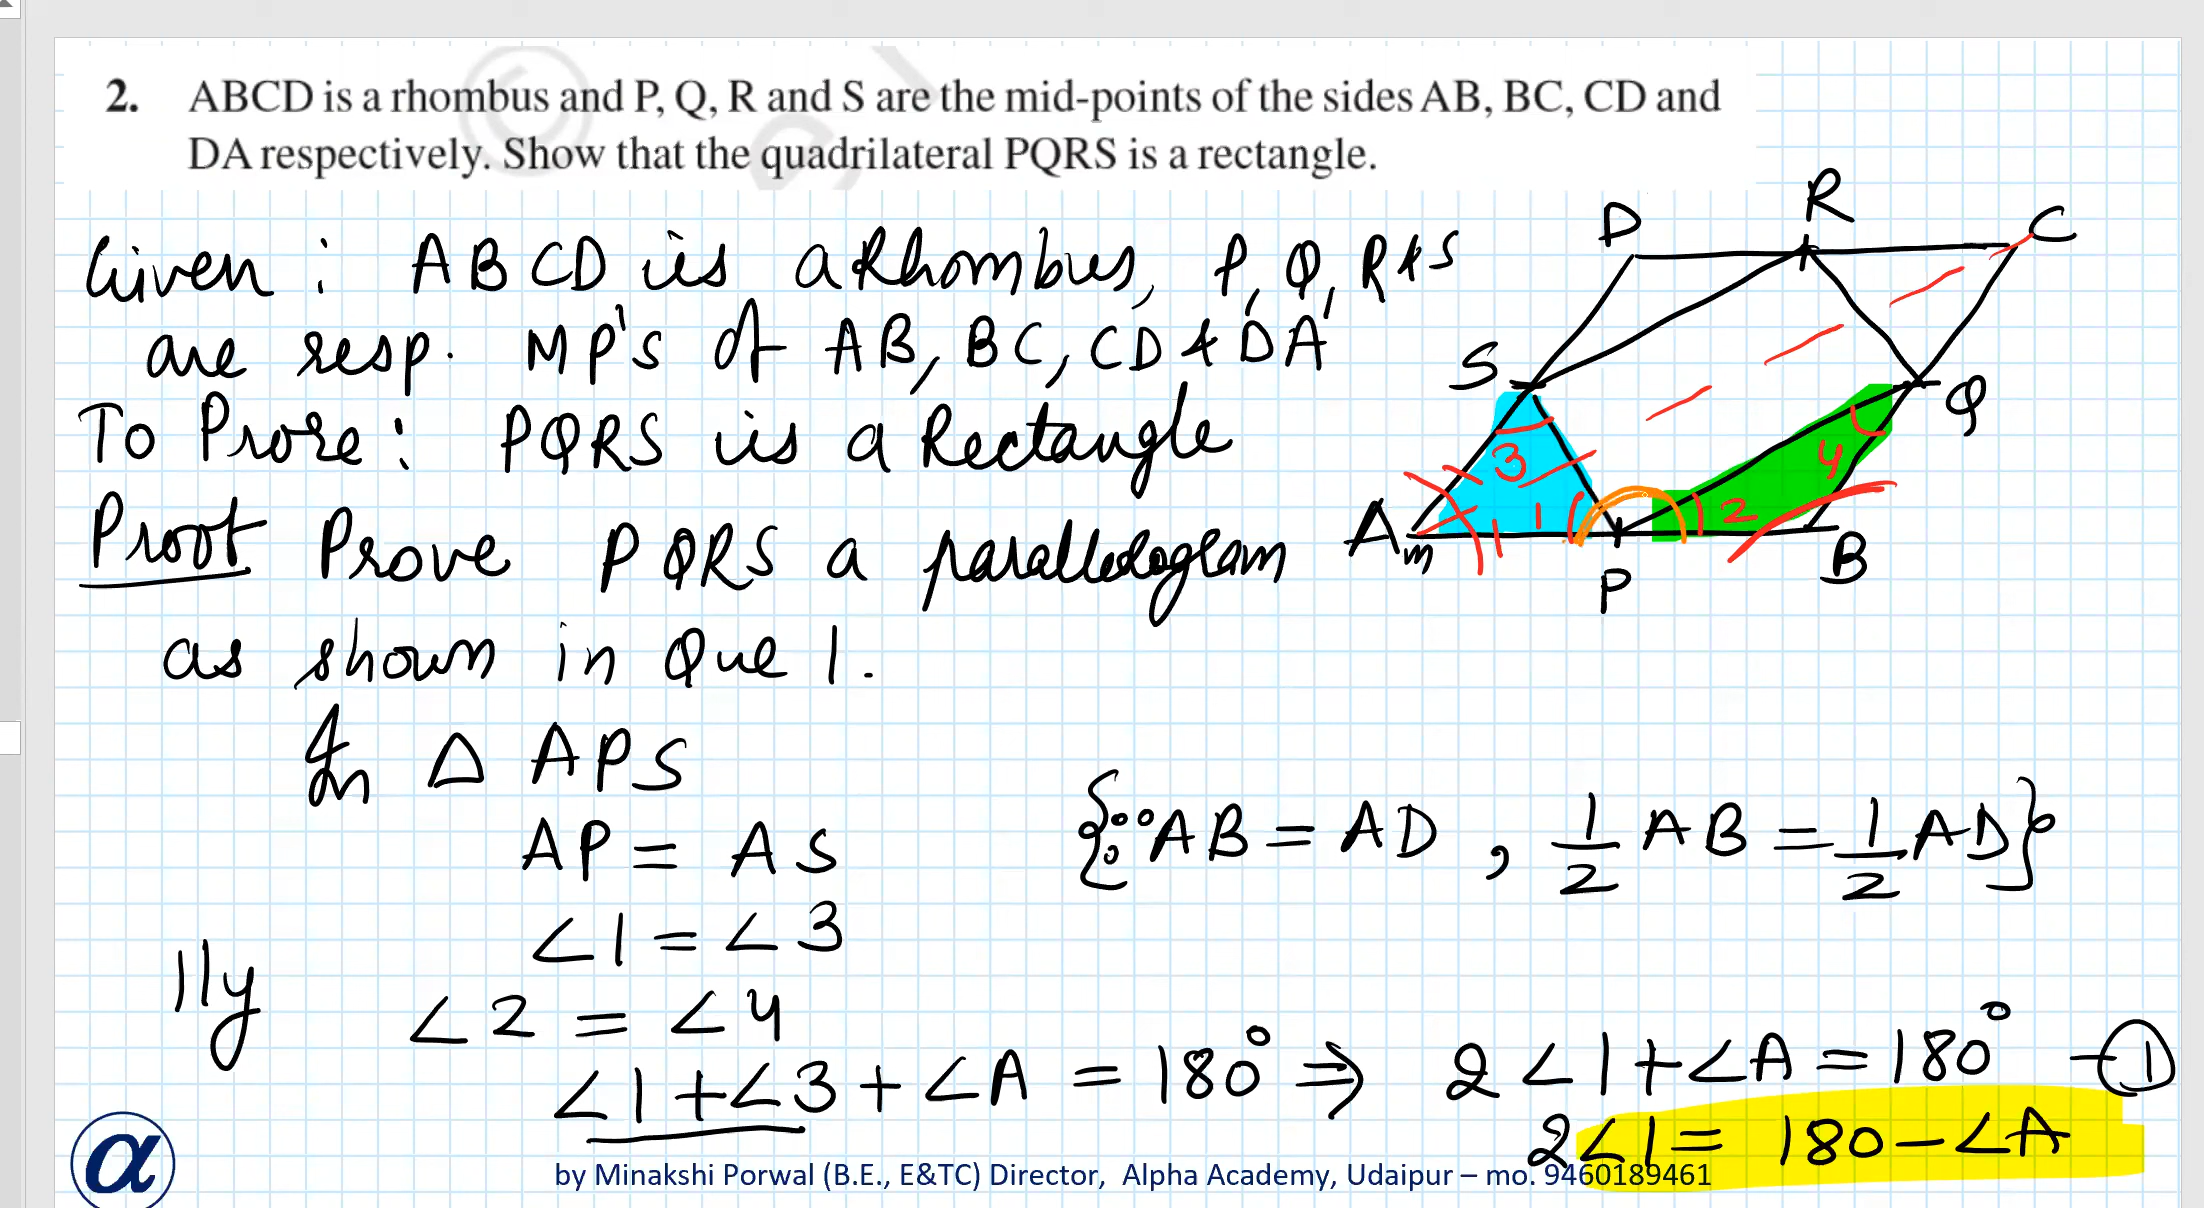 2. ABCD is a rhombus and P, Q, R and S are the mid-points of the sides AB, BC, CD and
DA respectively. Show that the quadrilateral PQRS is a rectangle.
Given : ABCD is a Rhombus, P, Q, R & S
are resp. MP's of AB, BC, CD & DA
To Prove : PQRS is a Rectangle
Proof Prove PQRS a parallelogram
as shown in Que 1.
In △ APS
AP = AS {∵ AB = AD , 1/2 AB = 1/2 AD}
∠1 = ∠3
lly ∠2 = ∠4
∠1 + ∠3 + ∠A = 180° ⇒ 2∠1 + ∠A = 180° — ①
2∠1 = 180 - ∠A
D R C
S Q
3 4
1 2
A m P B
α
by Minakshi Porwal (B.E., E&TC) Director, Alpha Academy, Udaipur – mo. 9460189461